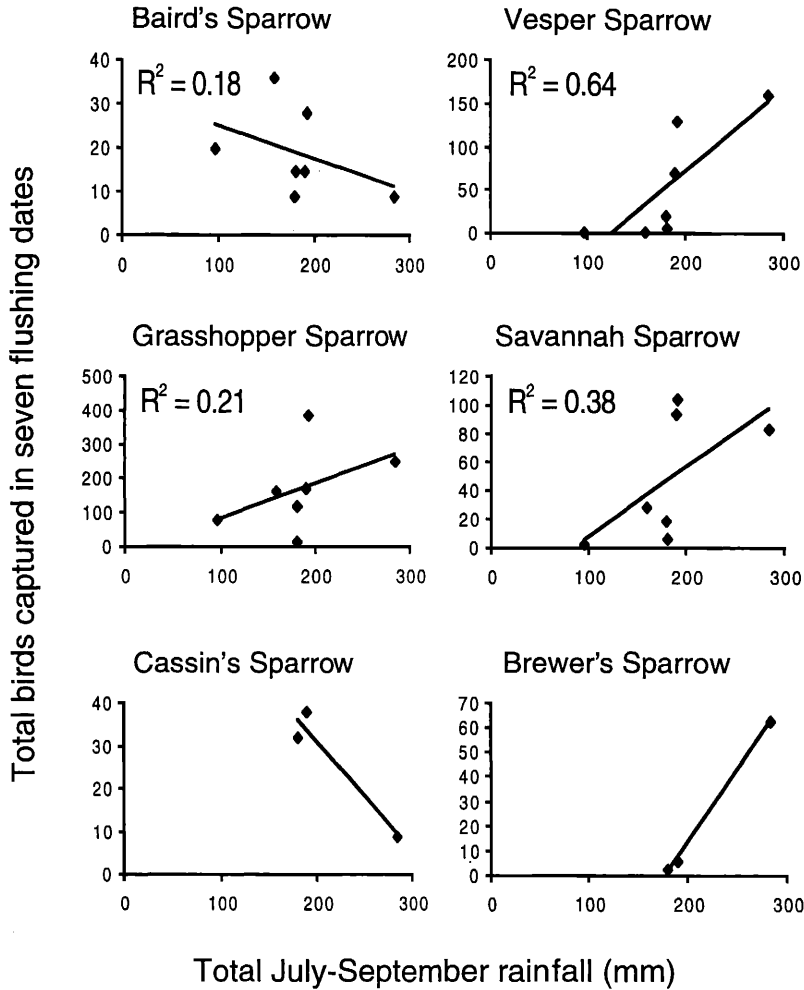 Baird's Sparrow
Vesper Sparrow
40
30
20
10
0
R² = 0.18
0 100 200 300
200
150
100
50
0
R² = 0.64
0 100 200 300
Total birds captured in seven flushing dates
Grasshopper Sparrow
Savannah Sparrow
500
400
300
200
100
0
R² = 0.21
0 100 200 300
120
100
80
60
40
20
0
R² = 0.38
0 100 200 300
Cassin's Sparrow
Brewer's Sparrow
40
30
20
10
0
0 100 200 300
70
60
50
40
30
20
10
0
0 100 200 300
Total July-September rainfall (mm)